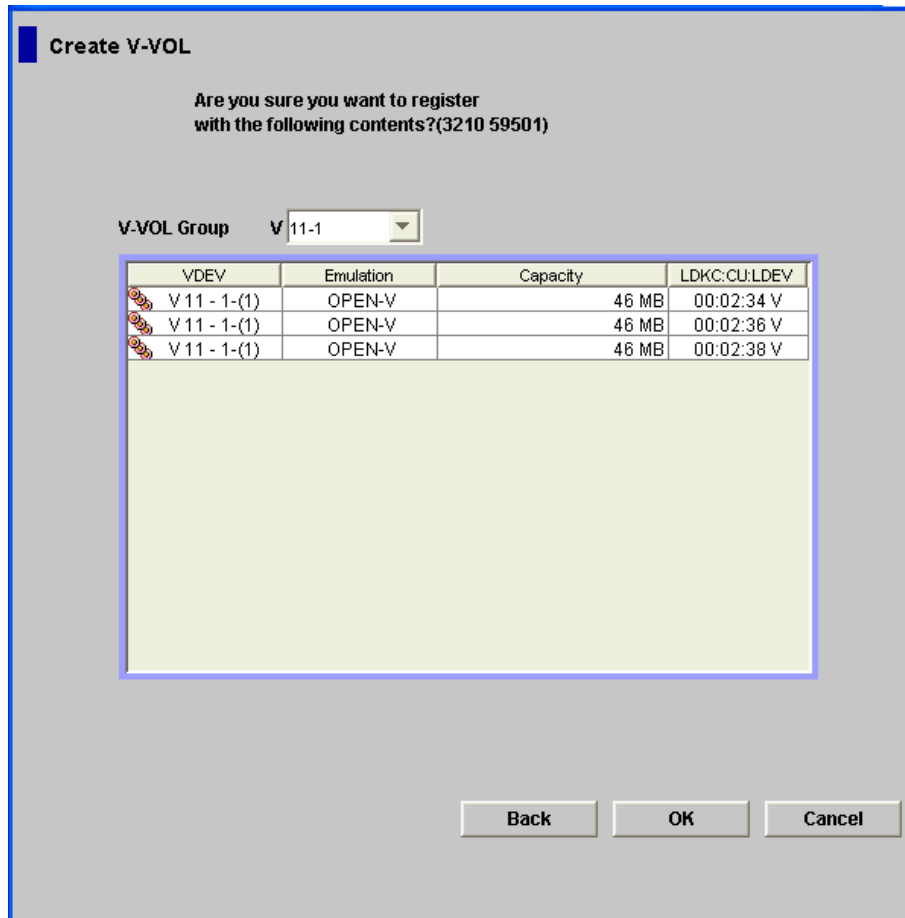 Create V-VOL
Are you sure you want to register
with the following contents?(3210 59501)
V-VOL Group V 11-1
VDEV Emulation Capacity LDKC:CU:LDEV
V 11 - 1-(1) OPEN-V 46 MB 00:02:34 V
V 11 - 1-(1) OPEN-V 46 MB 00:02:36 V
V 11 - 1-(1) OPEN-V 46 MB 00:02:38 V
Back OK Cancel